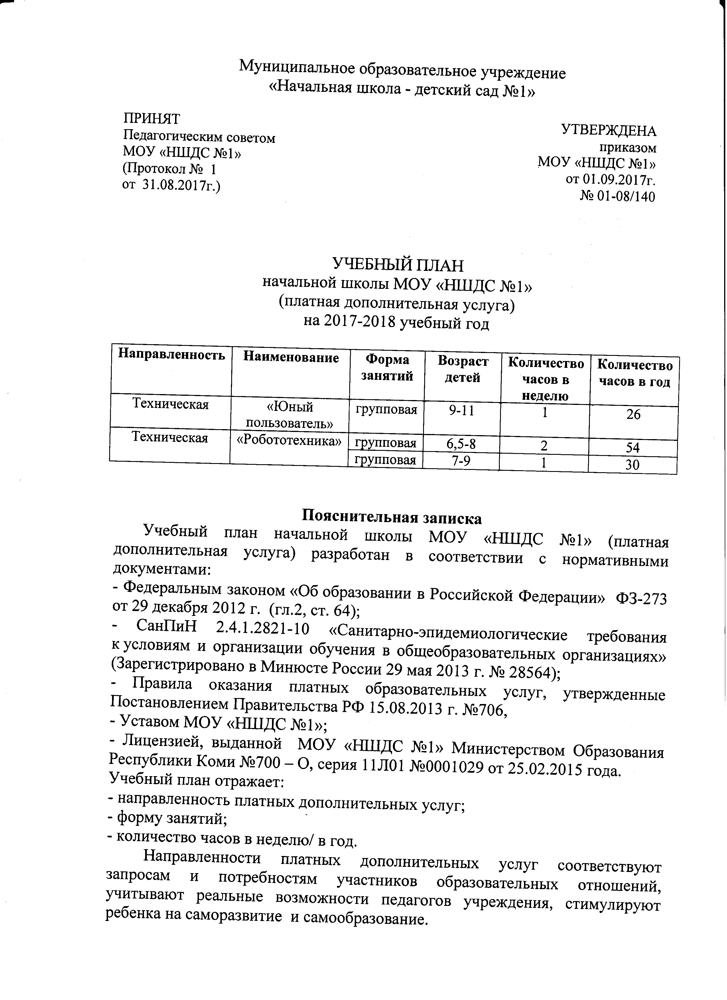 Муниципальное образовательное учреждение
«Начальная школа - детский сад №1»
ПРИНЯТ
Педагогическим советом
МОУ «НШДС №1»
(Протокол № 1
от 31.08.2017г.)
УТВЕРЖДЕНА
приказом
МОУ «НШДС №1»
от 01.09.2017г.
№ 01-08/140
УЧЕБНЫЙ ПЛАН
начальной школы МОУ «НШДС №1»
(платная дополнительная услуга)
на 2017-2018 учебный год
Направленность Наименование Форма занятий Возраст детей Количество часов в неделю Количество часов в год
Техническая «Юный пользователь» групповая 9-11 1 26
Техническая «Робототехника» групповая 6,5-8 2 54
групповая 7-9 1 30
Пояснительная записка
Учебный план начальной школы МОУ «НШДС №1» (платная
дополнительная услуга) разработан в соответствии с нормативными
документами:
- Федеральным законом «Об образовании в Российской Федерации» ФЗ-273
от 29 декабря 2012 г. (гл.2, ст. 64);
- СанПиН 2.4.1.2821-10 «Санитарно-эпидемиологические требования
к условиям и организации обучения в общеобразовательных организациях»
(Зарегистрировано в Минюсте России 29 мая 2013 г. № 28564);
- Правила оказания платных образовательных услуг, утвержденные
Постановлением Правительства РФ 15.08.2013 г. №706,
- Уставом МОУ «НШДС №1»;
- Лицензией, выданной МОУ «НШДС №1» Министерством Образования
Республики Коми №700 – О, серия 11Л01 №0001029 от 25.02.2015 года.
Учебный план отражает:
- направленность платных дополнительных услуг;
- форму занятий;
- количество часов в неделю/ в год.
Направленности платных дополнительных услуг соответствуют
запросам и потребностям участников образовательных отношений,
учитывают реальные возможности педагогов учреждения, стимулируют
ребенка на саморазвитие и самообразование.